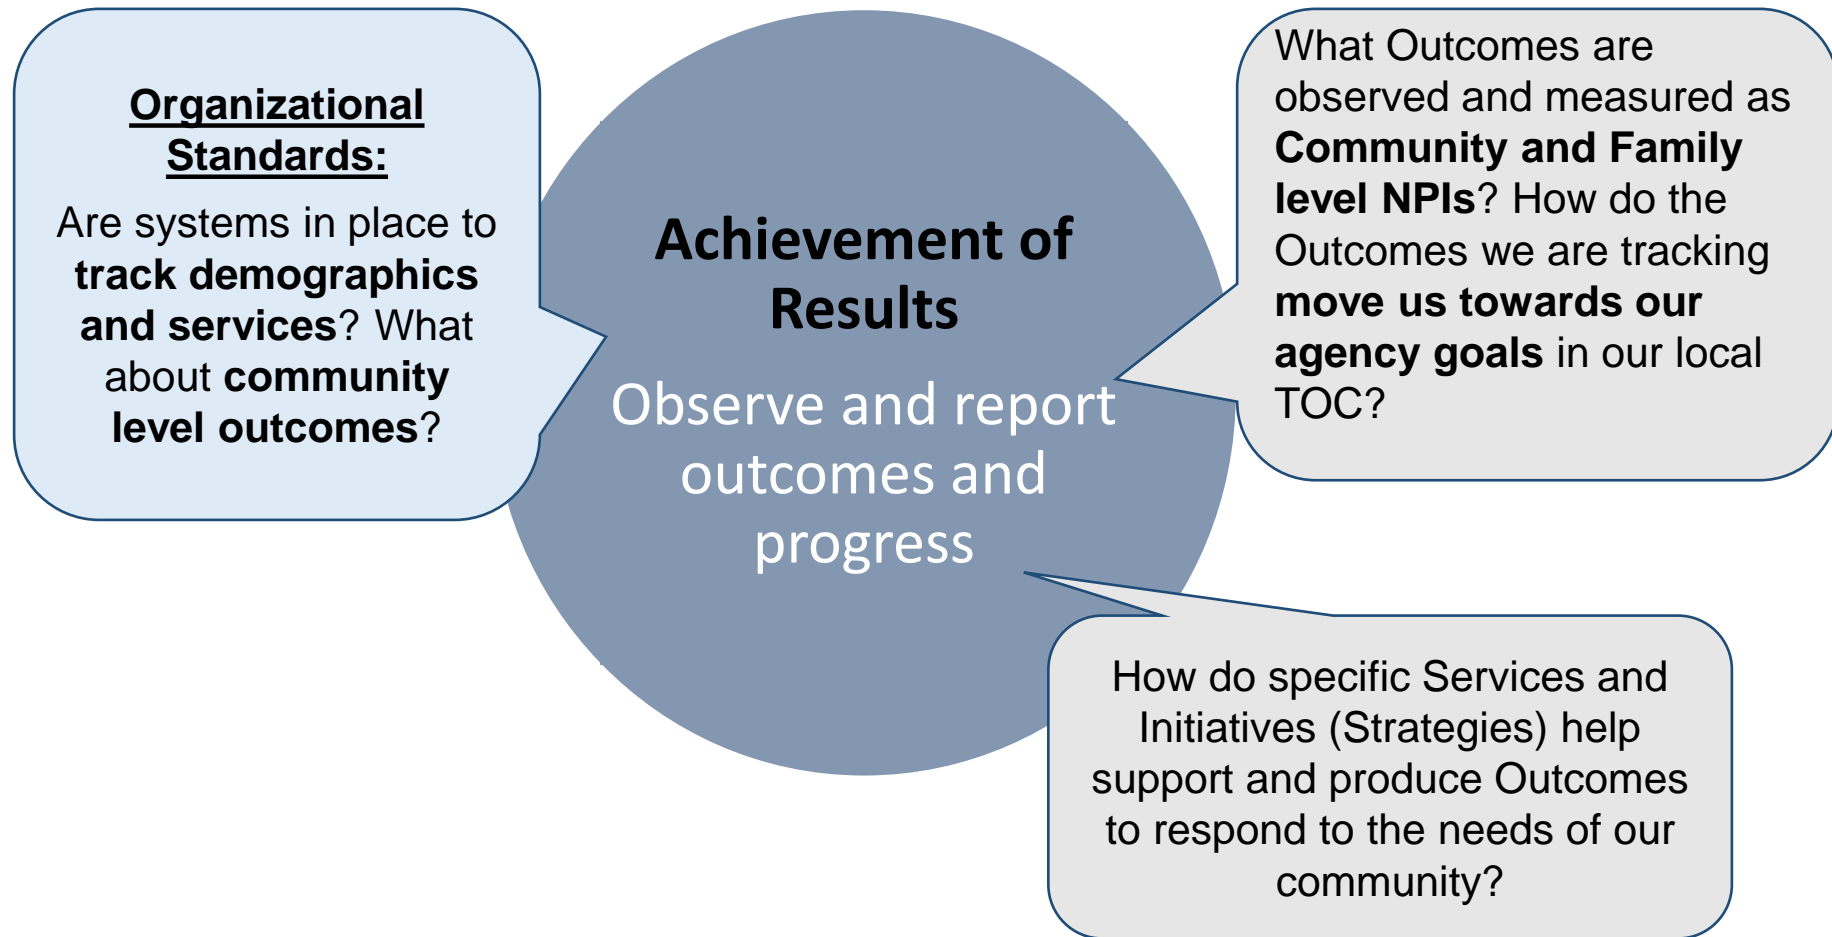 Organizational
Standards:
Are systems in place to
track demographics
and services? What
about community
level outcomes?
Achievement of
Results
Observe and report
outcomes and
progress
What Outcomes are
observed and measured as
Community and Family
level NPIs? How do the
Outcomes we are tracking
move us towards our
agency goals in our local
TOC?
How do specific Services and
Initiatives (Strategies) help
support and produce Outcomes
to respond to the needs of our
community?